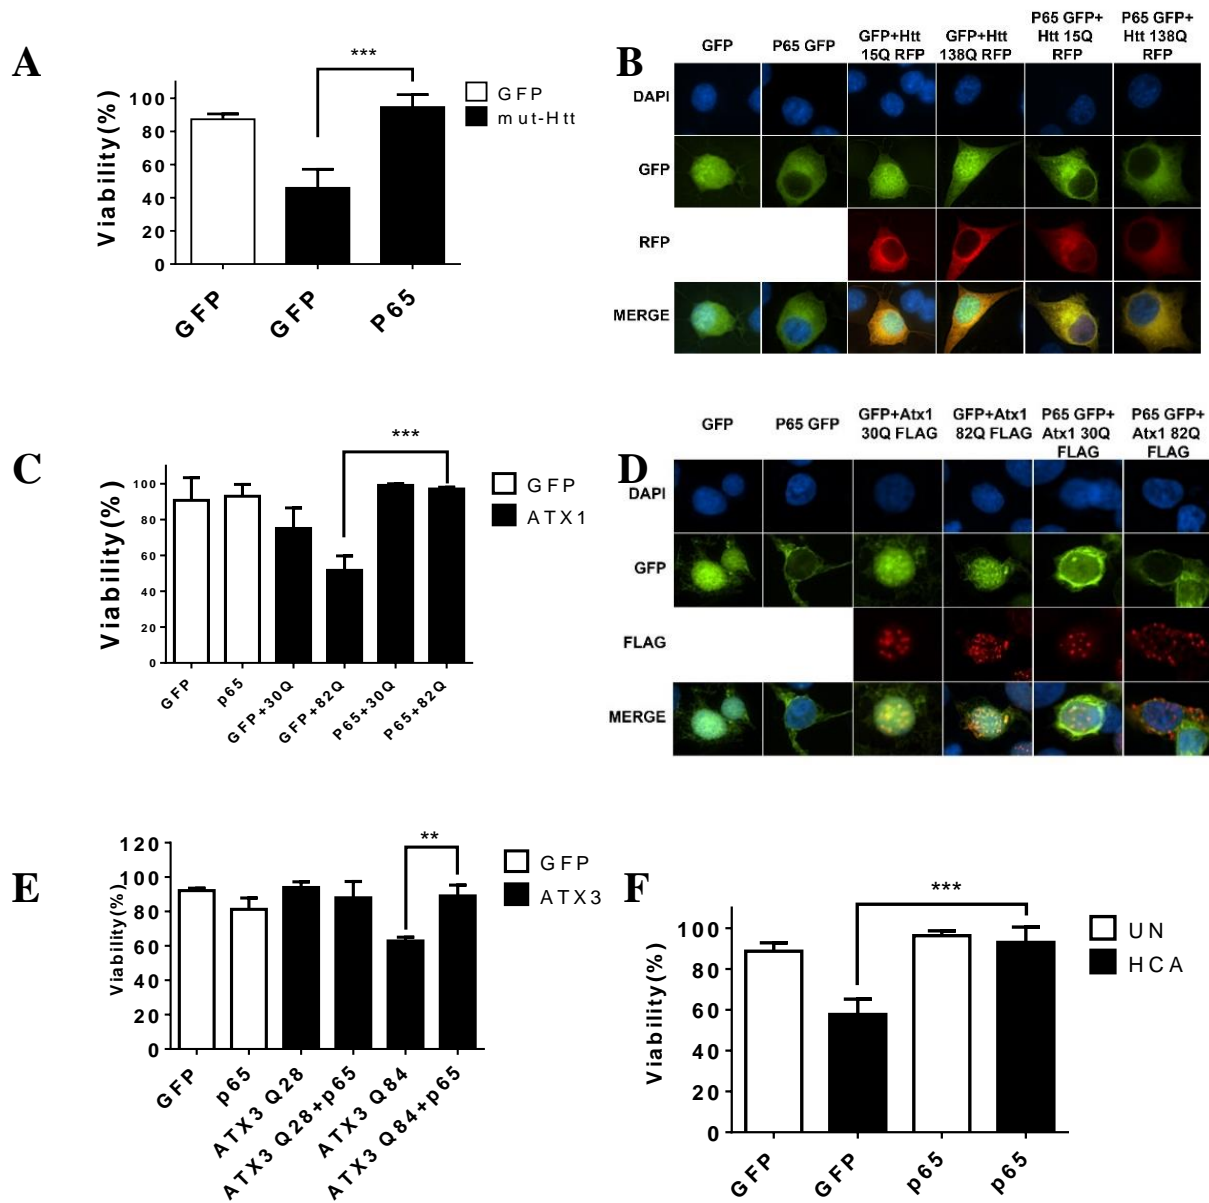 A
***
Viability(%)
100
80
60
40
20
0
GFP
GFP
P65
GFP
mut-Htt
B
GFP
P65 GFP
GFP+Htt
15Q RFP
GFP+Htt
138Q RFP
P65 GFP+
Htt 15Q
RFP
P65 GFP+
Htt 138Q
RFP
DAPI
GFP
RFP
MERGE
C
***
Viability(%)
100
80
60
40
20
0
GFP
p65
GFP+30Q
GFP+82Q
P65+30Q
P65+82Q
GFP
ATX1
D
GFP
P65 GFP
GFP+Atx1
30Q FLAG
GFP+Atx1
82Q FLAG
P65 GFP+
Atx1 30Q
FLAG
P65 GFP+
Atx1 82Q
FLAG
DAPI
GFP
FLAG
MERGE
E
**
Viability(%)
120
100
80
60
40
20
0
GFP
p65
ATX3 Q28
ATX3 Q28+p65
ATX3 Q84
ATX3 Q84+p65
GFP
ATX3
F
***
Viability(%)
100
80
60
40
20
0
GFP
GFP
p65
p65
UN
HCA